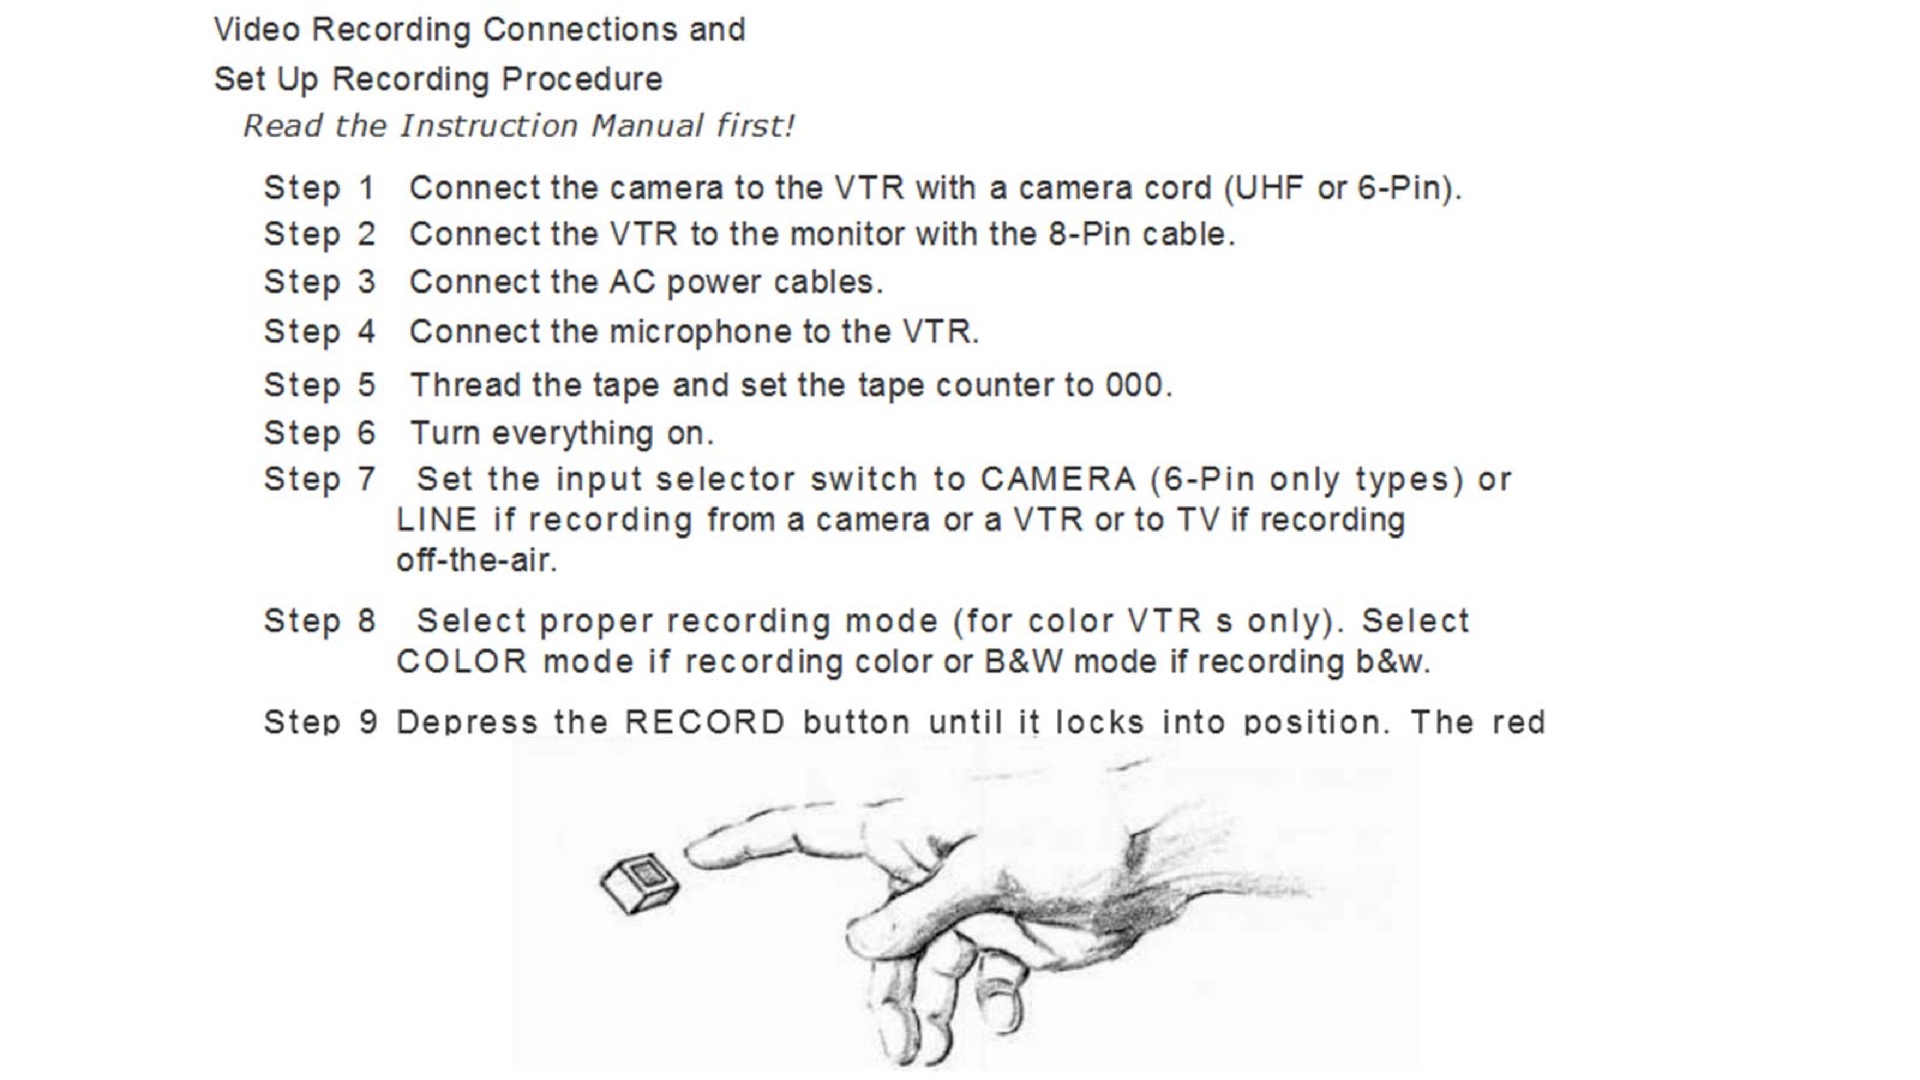 Video Recording Connections and
Set Up Recording Procedure
Read the Instruction Manual first!
Step 1 Connect the camera to the VTR with a camera cord (UHF or 6-Pin).
Step 2 Connect the VTR to the monitor with the 8-Pin cable.
Step 3 Connect the AC power cables.
Step 4 Connect the microphone to the VTR.
Step 5 Thread the tape and set the tape counter to 000.
Step 6 Turn everything on.
Step 7 Set the input selector switch to CAMERA (6-Pin only types) or
LINE if recording from a camera or a VTR or to TV if recording
off-the-air.
Step 8 Select proper recording mode (for color VTR s only). Select
COLOR mode if recording color or B&W mode if recording b&w.
Step 9 Depress the RECORD button until it locks into position. The red